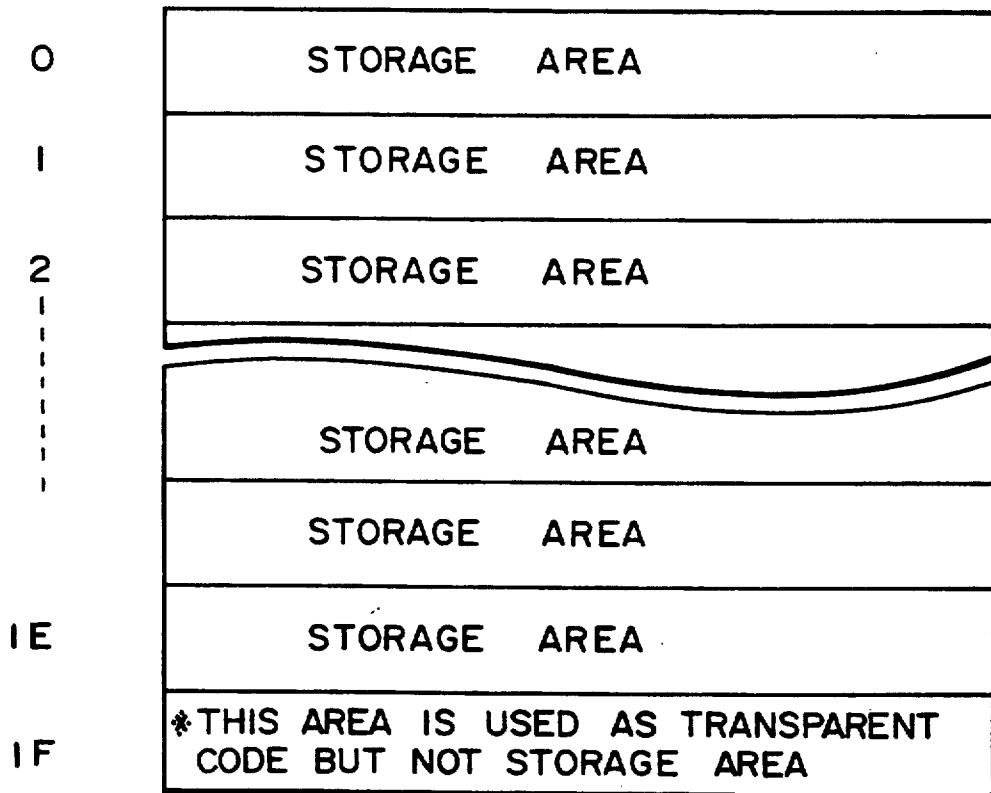 0 STORAGE AREA
1 STORAGE AREA
2 STORAGE AREA
STORAGE AREA
STORAGE AREA
1E STORAGE AREA
1F *THIS AREA IS USED AS TRANSPARENT
CODE BUT NOT STORAGE AREA